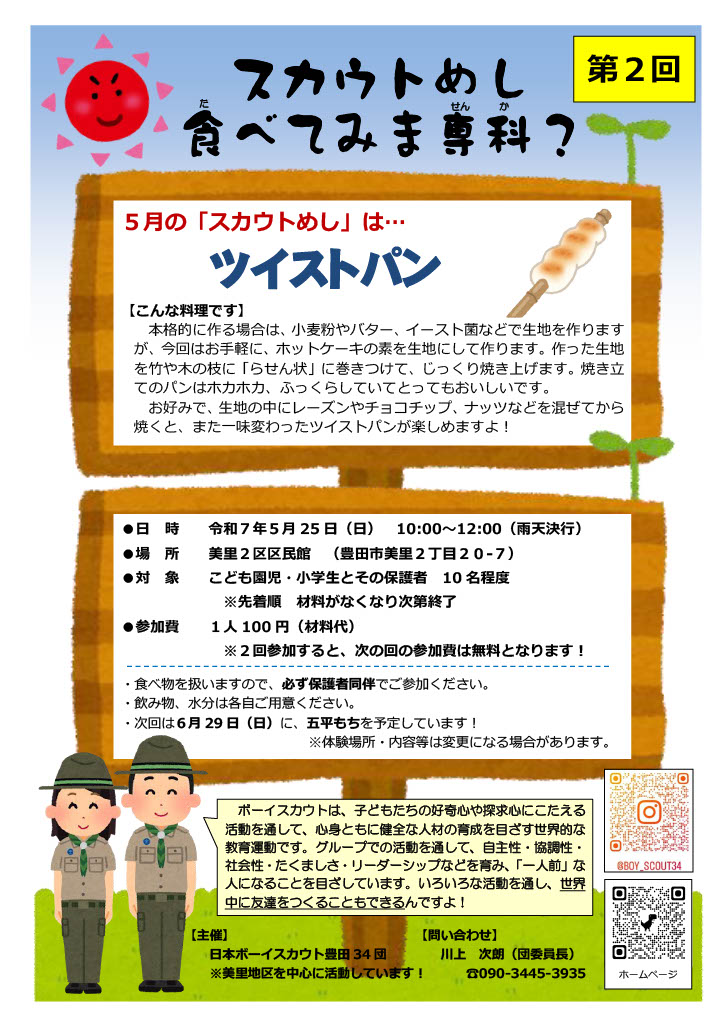 第２回
スカウトめし
食べてみま専科？
た
せん
か
５月の「スカウトめし」は…
ツイストパン
【こんな料理です】
本格的に作る場合は、小麦粉やバター、イースト菌などで生地を作ります
が、今回はお手軽に、ホットケーキの素を生地にして作ります。作った生地
を竹や木の枝に「らせん状」に巻きつけて、じっくり焼き上げます。焼き立
てのパンはホカホカ、ふっくらしていてとってもおいしいです。
お好みで、生地の中にレーズンやチョコチップ、ナッツなどを混ぜてから
焼くと、また一味変わったツイストパンが楽しめますよ！
●日　時　　令和７年５月 25 日（日）　10:00～12:00（雨天決行）
●場　所　　美里２区区民館　（豊田市美里２丁目２０-７）
●対　象　　こども園児・小学生とその保護者　10 名程度
※先着順　材料がなくなり次第終了
●参加費　　１人 100 円（材料代）
※２回参加すると、次の回の参加費は無料となります！
・食べ物を扱いますので、必ず保護者同伴でご参加ください。
・飲み物、水分は各自ご用意ください。
・次回は６月 29 日（日）に、五平もちを予定しています！
※体験場所・内容等は変更になる場合があります。
ボーイスカウトは、子どもたちの好奇心や探求心にこたえる
活動を通して、心身ともに健全な人材の育成を目ざす世界的な
教育運動です。グループでの活動を通して、自主性・協調性・
社会性・たくましさ・リーダーシップなどを育み、「一人前」な
人になることを目ざしています。いろいろな活動を通し、世界
中に友達をつくることもできるんですよ！
@BOY_SCOUT34
ホームページ
【主催】
日本ボーイスカウト豊田 34 団
※美里地区を中心に活動しています！
【問い合わせ】
川上　次朗（団委員長）
☎090-3445-3935